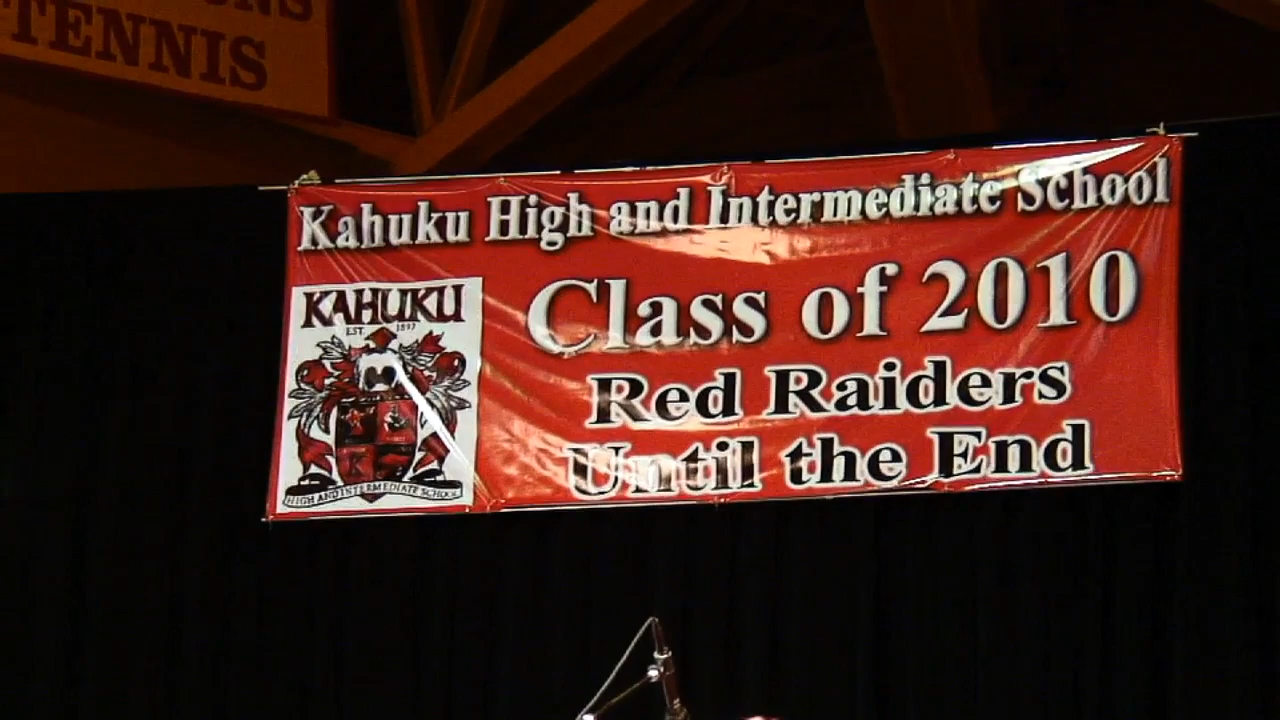 TENNIS
Kahuku High and Intermediate School
Class of 2010
Red Raiders
Until the End
KAHUKU
EST. 1897
HIGH AND INTERMEDIATE SCHOOL